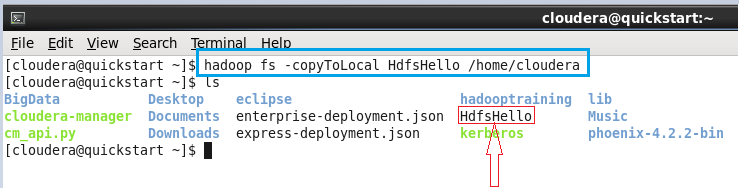 cloudera@quickstart:~
File Edit View Search Terminal Help
[cloudera@quickstart ~]$ hadoop fs -copyToLocal HdfsHello /home/cloudera
[cloudera@quickstart ~]$ ls
BigData Desktop eclipse hadooptraining lib
cloudera-manager Documents enterprise-deployment.json HdfsHello Music
cm_api.py Downloads express-deployment.json kerberos phoenix-4.2.2-bin
[cloudera@quickstart ~]$